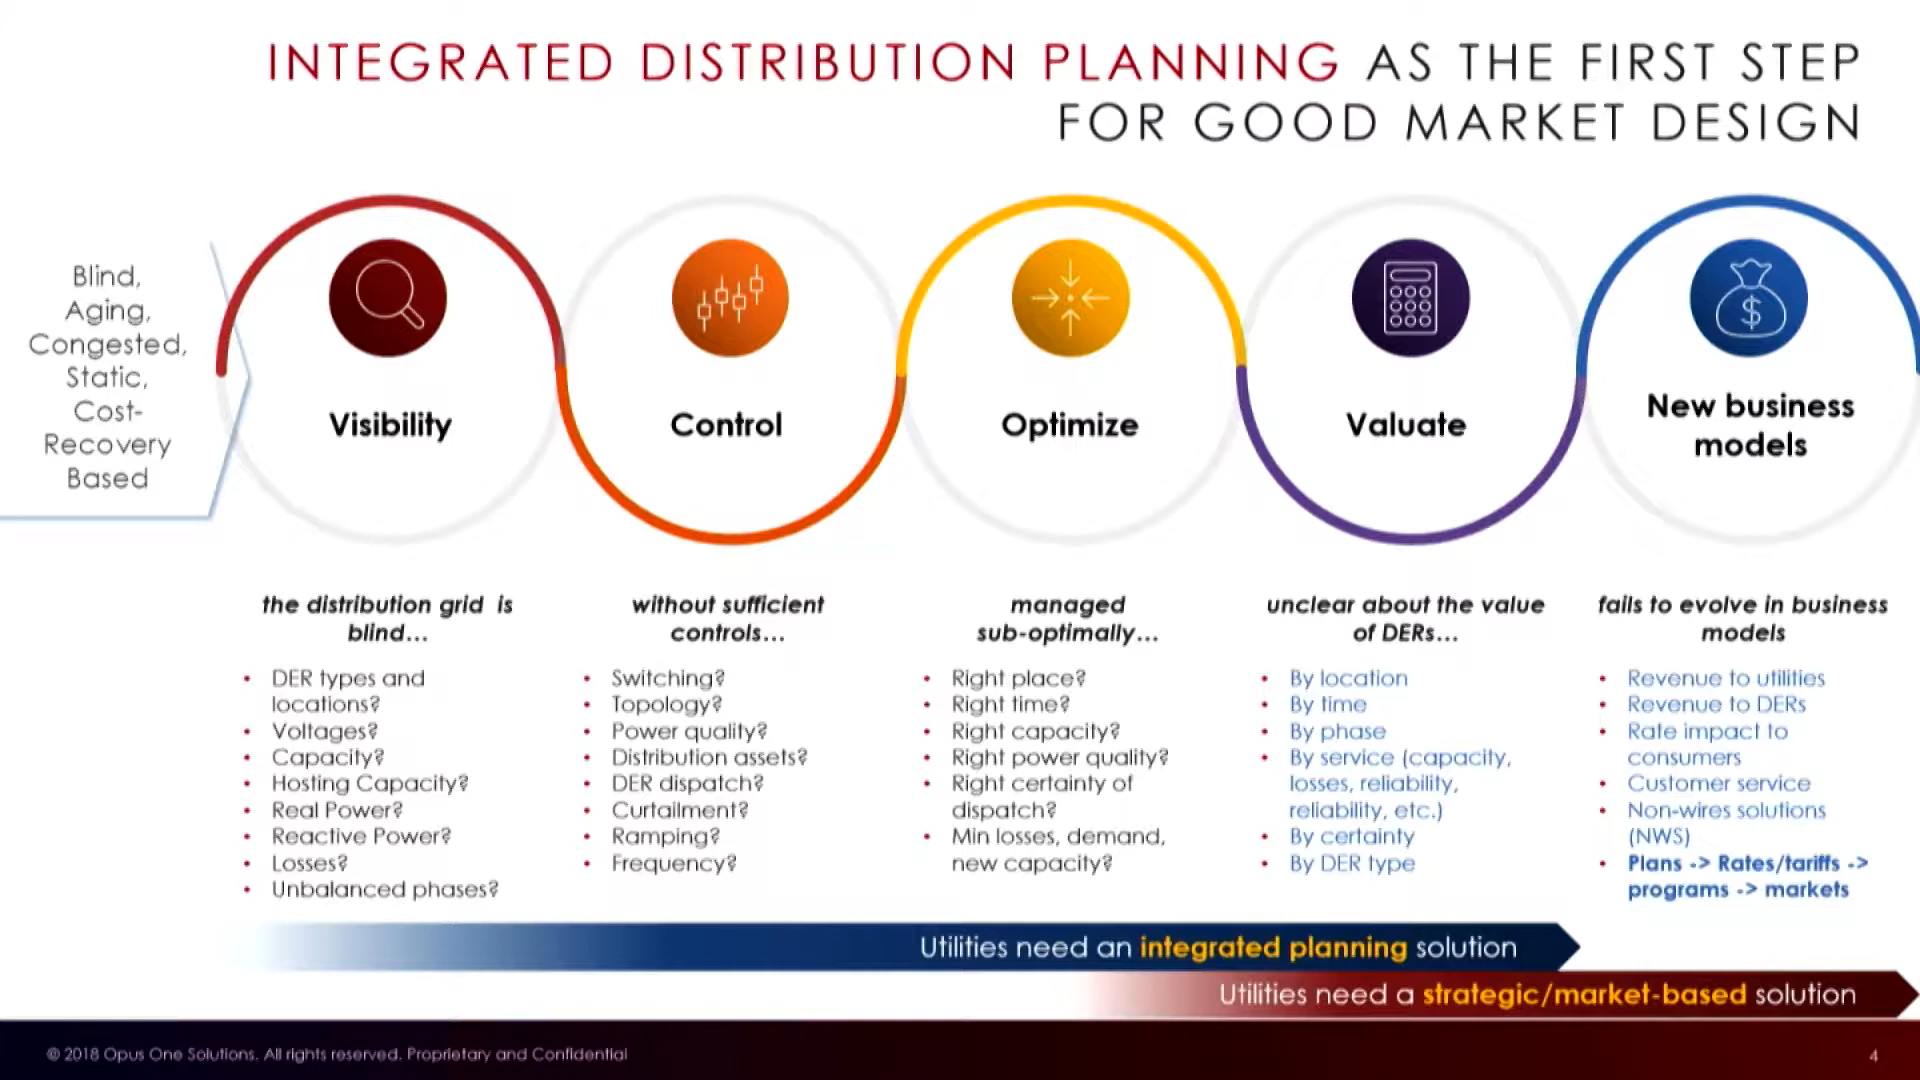 INTEGRATED DISTRIBUTION PLANNING AS THE FIRST STEP
FOR GOOD MARKET DESIGN
Blind,
Aging,
Congested,
Static,
Cost-
Recovery
Based
Visibility
Control
Optimize
Valuate
New business
models
the distribution grid is
blind...
• DER types and
locations?
• Voltages?
• Capacity?
• Hosting Capacity?
• Real Power?
• Reactive Power?
• Losses?
• Unbalanced phases?
without sufficient
controls...
• Switching?
• Topology?
• Power quality?
• Distribution assets?
• DER dispatch?
• Curtailment?
• Ramping?
• Frequency?
managed
sub-optimally...
• Right place?
• Right time?
• Right capacity?
• Right power quality?
• Right certainty of
dispatch?
• Min losses, demand,
new capacity?
unclear about the value
of DERs...
• By location
• By time
• By phase
• By service (capacity,
losses, reliability,
reliability, etc.)
• By certainty
• By DER type
fails to evolve in business
models
• Revenue to utilities
• Revenue to DERs
• Rate impact to
consumers
• Customer service
• Non-wires solutions
(NWS)
• Plans -> Rates/tariffs ->
programs -> markets
Utilities need an integrated planning solution
Utilities need a strategic/market-based solution
© 2018 Opus One Solutions. All rights reserved. Proprietary and Confidential
4